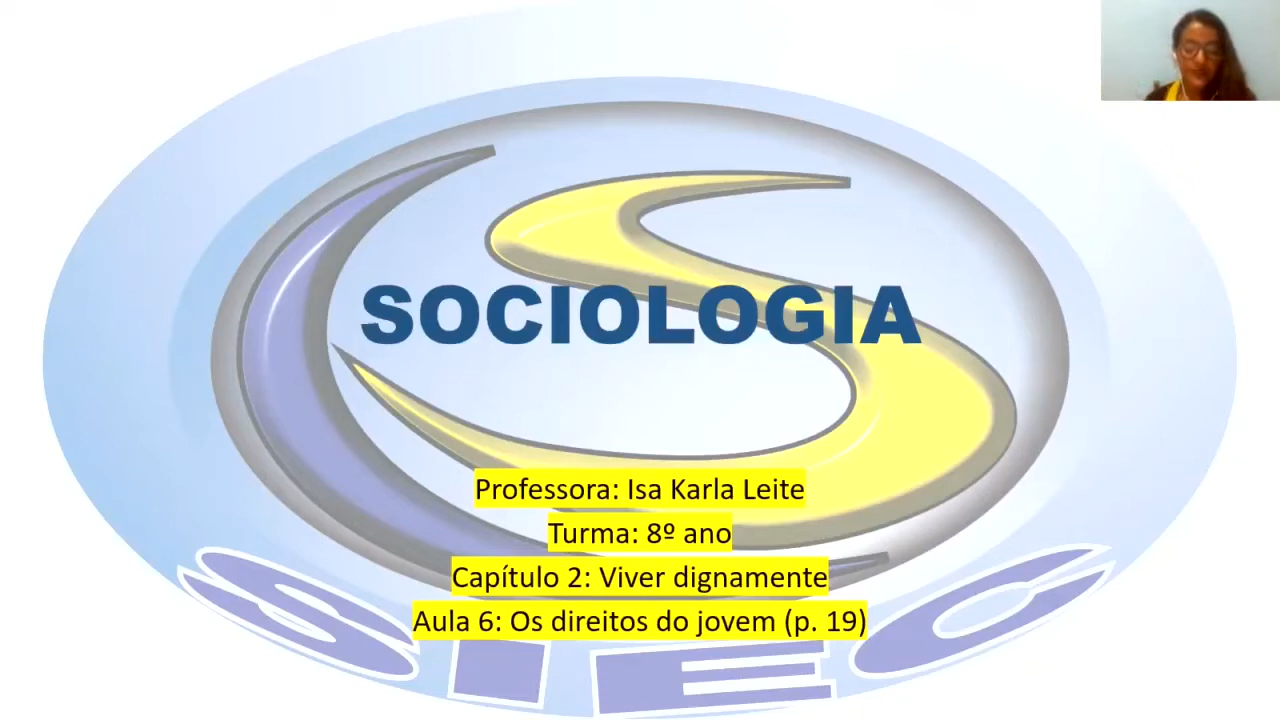 SOCIOLOGIA
Professora: Isa Karla Leite
Turma: 8º ano
Capítulo 2: Viver dignamente
Aula 6: Os direitos do jovem (p. 19)
SIEC